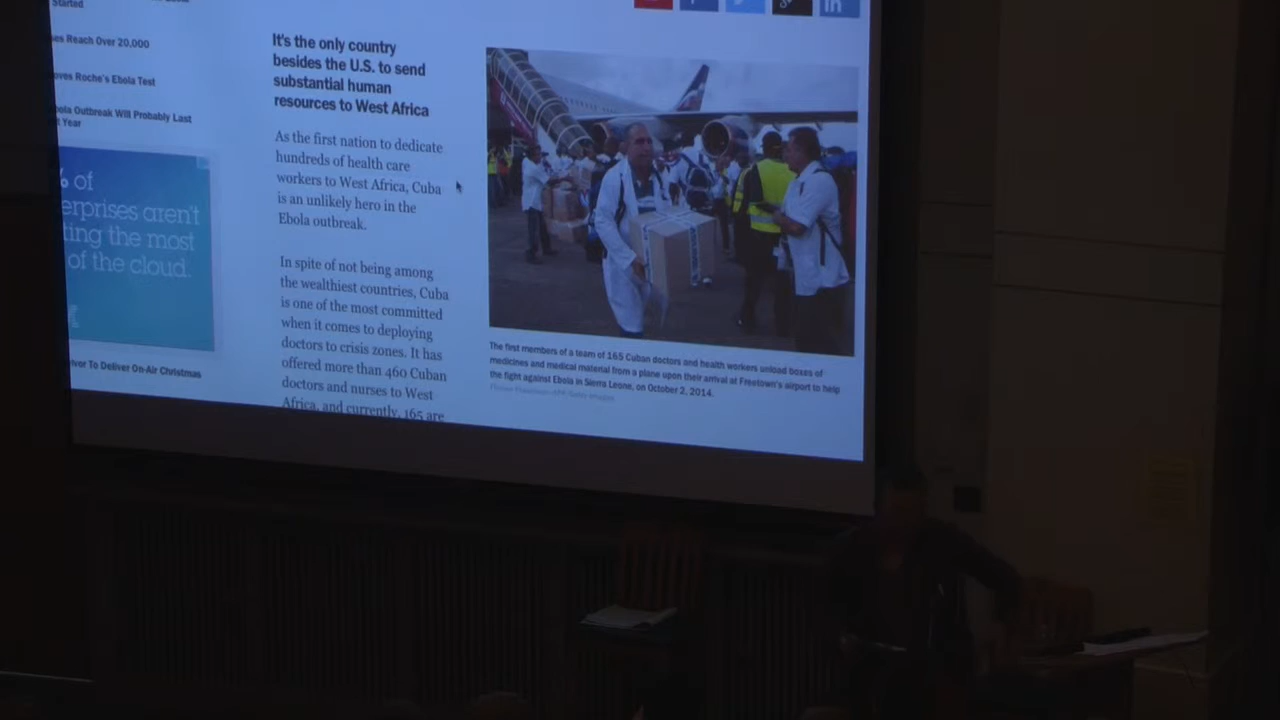 Started
es Reach Over 20,000
oves Roche's Ebola Test
ola Outbreak Will Probably Last
Year
% of
erprises aren't
ting the most
of the cloud.
To Deliver On-Air Christmas
It's the only country
besides the U.S. to send
substantial human
resources to West Africa
As the first nation to dedicate
hundreds of health care
workers to West Africa, Cuba
is an unlikely hero in the
Ebola outbreak.
In spite of not being among
the wealthiest countries, Cuba
is one of the most committed
when it comes to deploying
doctors to crisis zones. It has
offered more than 460 Cuban
doctors and nurses to West
Africa, and currently, 165 are
in
The first members of a team of 165 Cuban doctors and health workers unload boxes of
medicines and medical material from a plane upon their arrival at Freetown's airport to help
the fight against Ebola in Sierra Leone, on October 2, 2014.